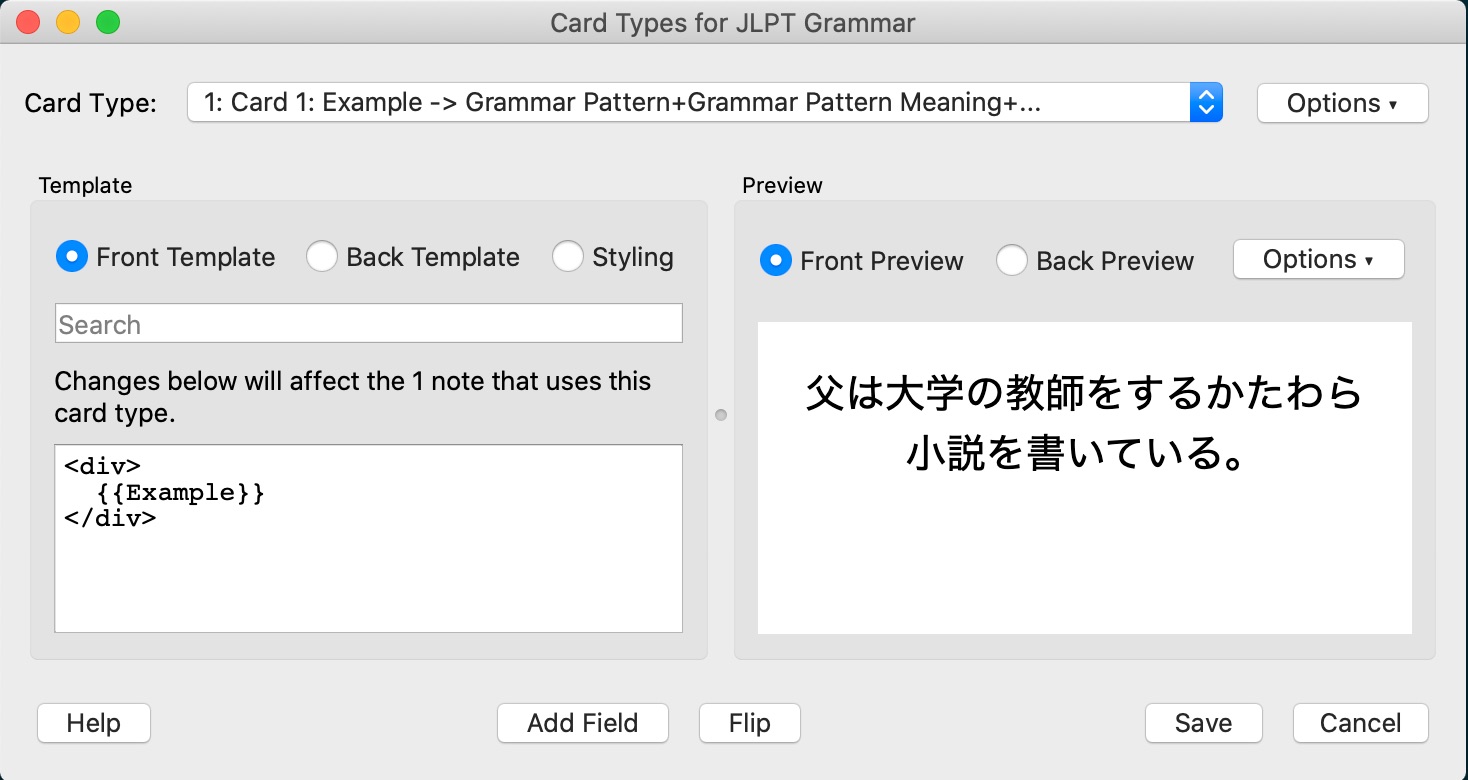 Card Types for JLPT Grammar
Card Type:
1: Card 1: Example -> Grammar Pattern+Grammar Pattern Meaning+...
Options ▾
Template
Front Template
Back Template
Styling
Search
Changes below will affect the 1 note that uses this
card type.
<div>
  {{Example}}
</div>
Preview
Front Preview
Back Preview
Options ▾
父は大学の教師をするかたわら
小説を書いている。
Help
Add Field
Flip
Save
Cancel